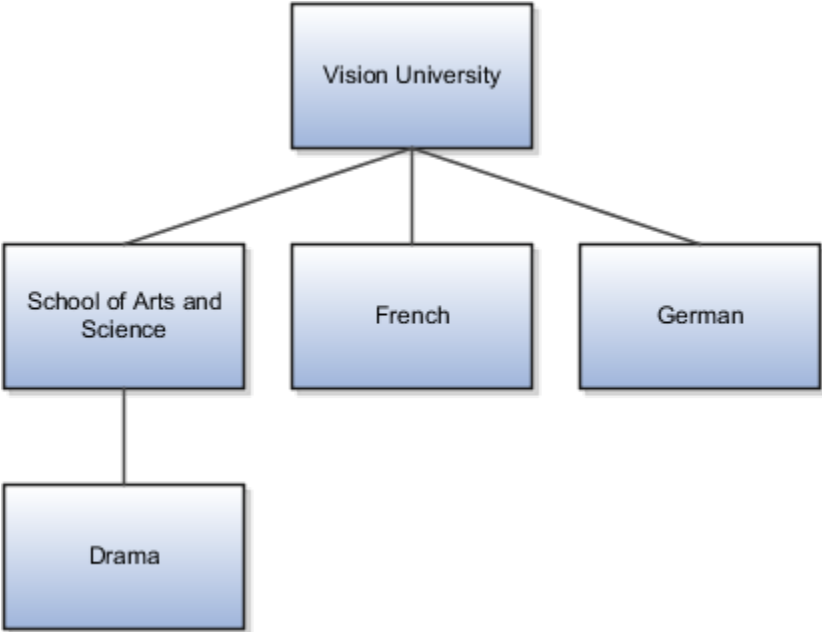 Vision University
School of Arts and
Science
French
German
Drama